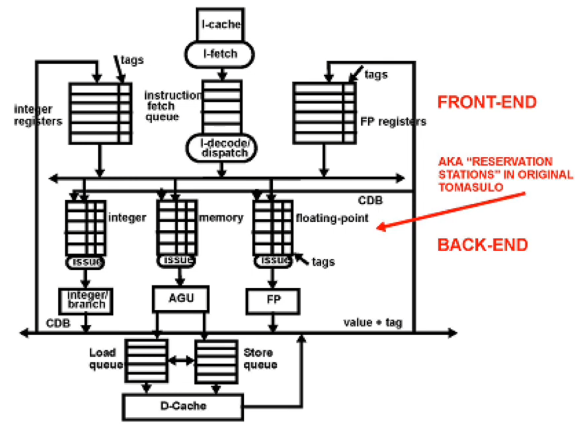 I-cache
I-fetch
tags
tags
integer
registers
instruction
fetch
queue
FP registers
FRONT-END
I-decode/
dispatch
AKA “RESERVATION
STATIONS” IN ORIGINAL
TOMASULO
CDB
integer
memory
floating-point
BACK-END
issue
issue
issue
tags
integer/
branch
AGU
FP
CDB
value + tag
Load
queue
Store
queue
D-Cache